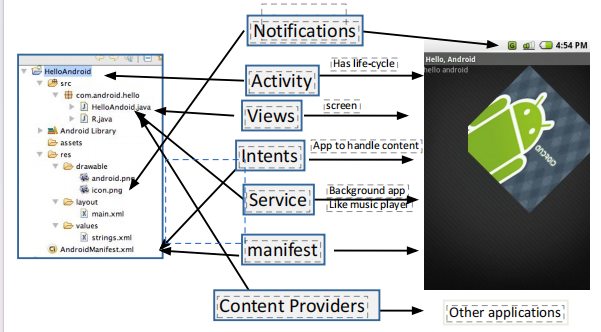 Notifications
4:54 PM
Hello, Android
hello android
HelloAndroid
src
com.android.hello
HelloAndoid.java
R.java
Android Library
assets
res
drawable
android.png
icon.png
layout
main.xml
values
strings.xml
AndroidManifest.xml
Activity
Has life-cycle
Views
screen
Intents
App to handle content
Service
Background app
Like music player
manifest
Content Providers
Other applications